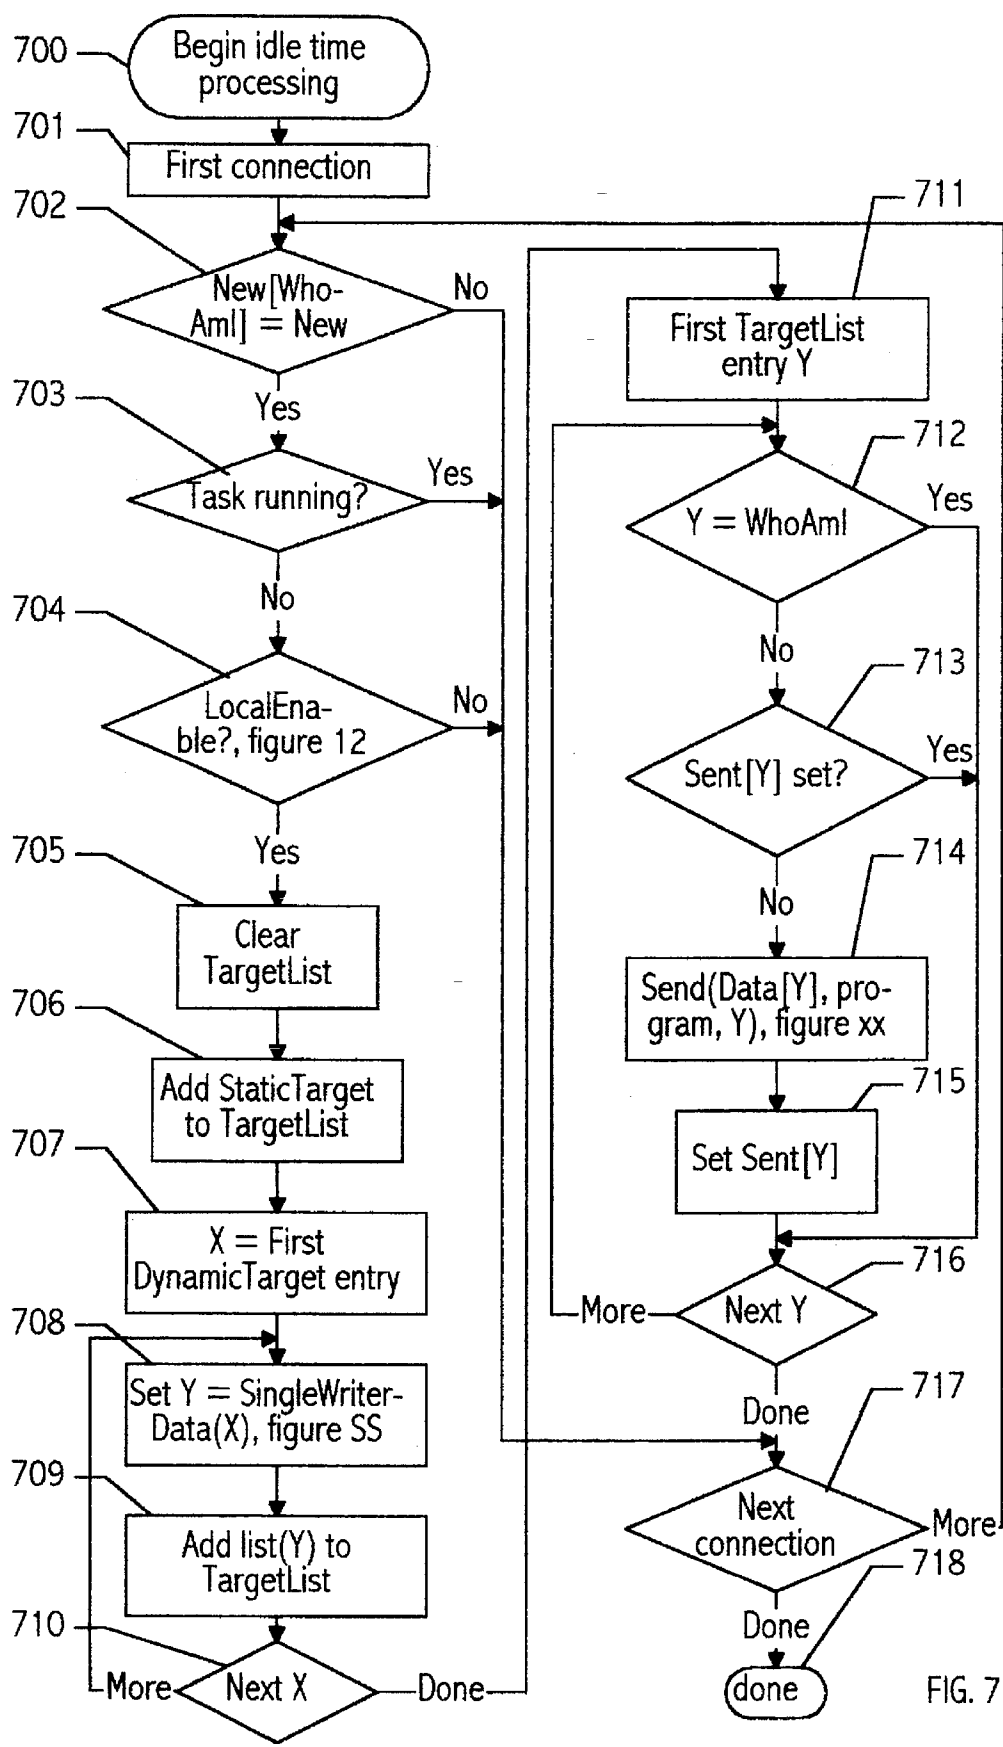 700
Begin idle time
processing
701
First connection
702
New[Who-
AmI] = New
No
Yes
703
Task running?
Yes
No
704
LocalEna-
ble?, figure 12
No
Yes
705
Clear
TargetList
706
Add StaticTarget
to TargetList
707
X = First
DynamicTarget entry
708
Set Y = SingleWriter-
Data(X), figure SS
709
Add list(Y) to
TargetList
710
Next X
More
Done
711
First TargetList
entry Y
712
Y = WhoAmI
Yes
No
713
Sent[Y] set?
Yes
No
714
Send(Data[Y], pro-
gram, Y), figure xx
715
Set Sent[Y]
716
Next Y
More
Done
717
Next
connection
More
Done
718
done
FIG. 7